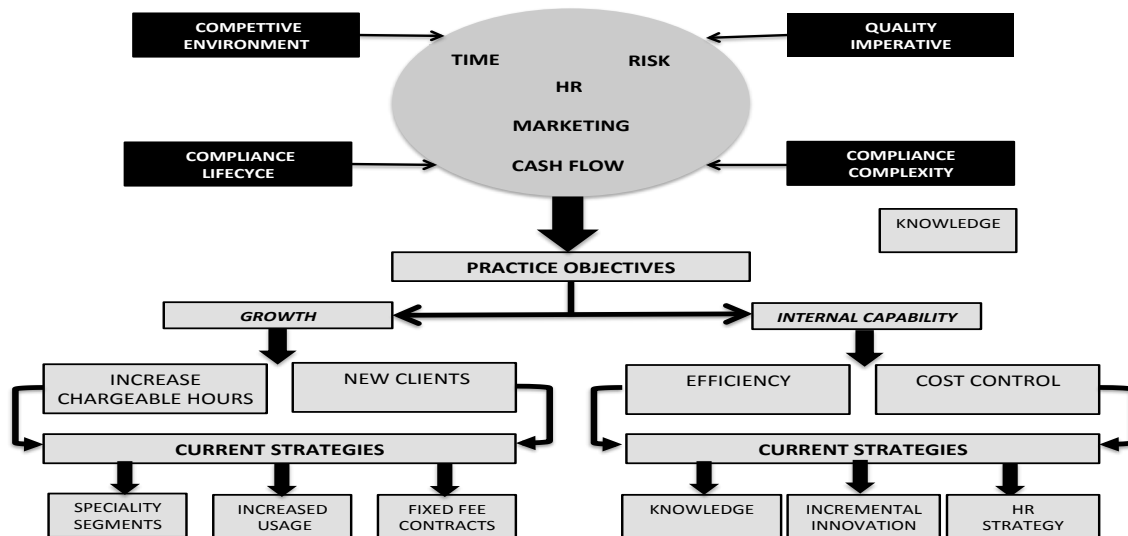 COMPETTIVE
ENVIRONMENT
QUALITY
IMPERATIVE
TIME
RISK
HR
MARKETING
CASH FLOW
COMPLIANCE
LIFECYCE
COMPLIANCE
COMPLEXITY
KNOWLEDGE
PRACTICE OBJECTIVES
GROWTH
INTERNAL CAPABILITY
INCREASE
CHARGEABLE HOURS
NEW CLIENTS
EFFICIENCY
COST CONTROL
CURRENT STRATEGIES
CURRENT STRATEGIES
SPECIALITY
SEGMENTS
INCREASED
USAGE
FIXED FEE
CONTRACTS
KNOWLEDGE
INCREMENTAL
INNOVATION
HR
STRATEGY